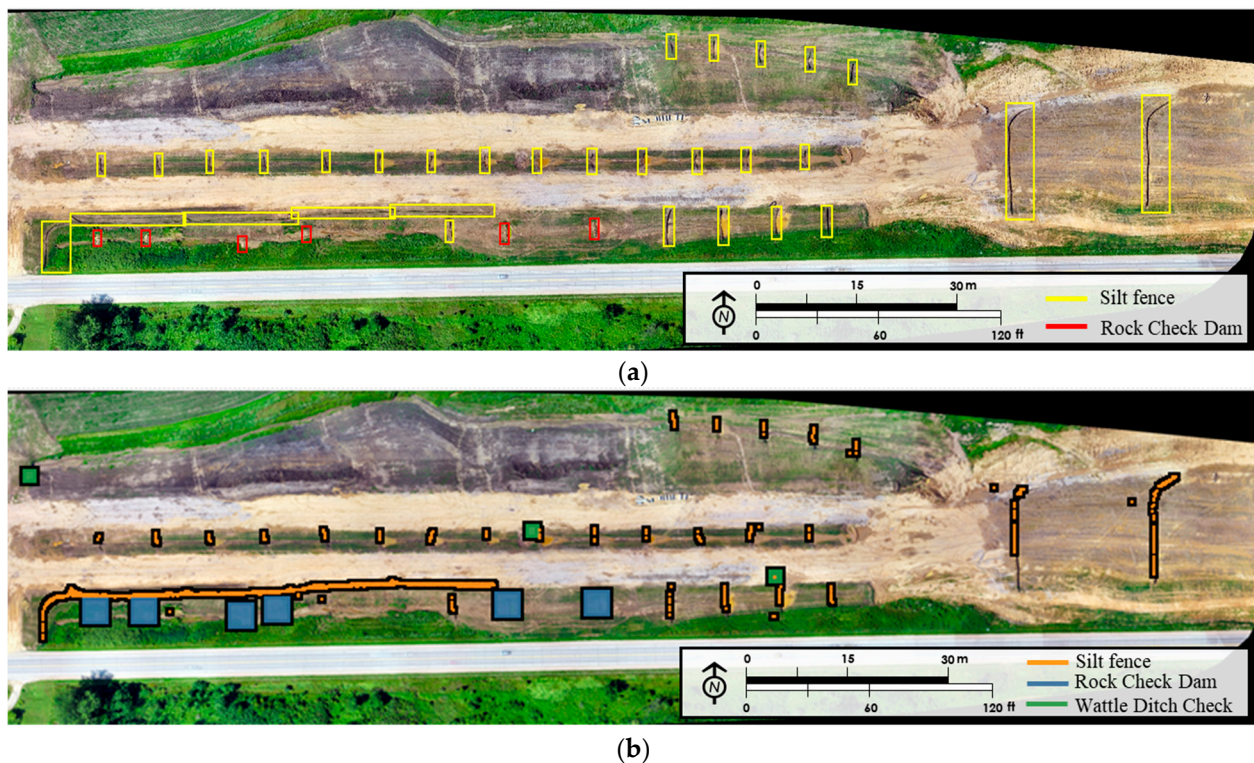 0 15 30 m
N
0 60 120 ft
Silt fence
Rock Check Dam
(a)
0 15 30 m
N
0 60 120 ft
Silt fence
Rock Check Dam
Wattle Ditch Check
(b)